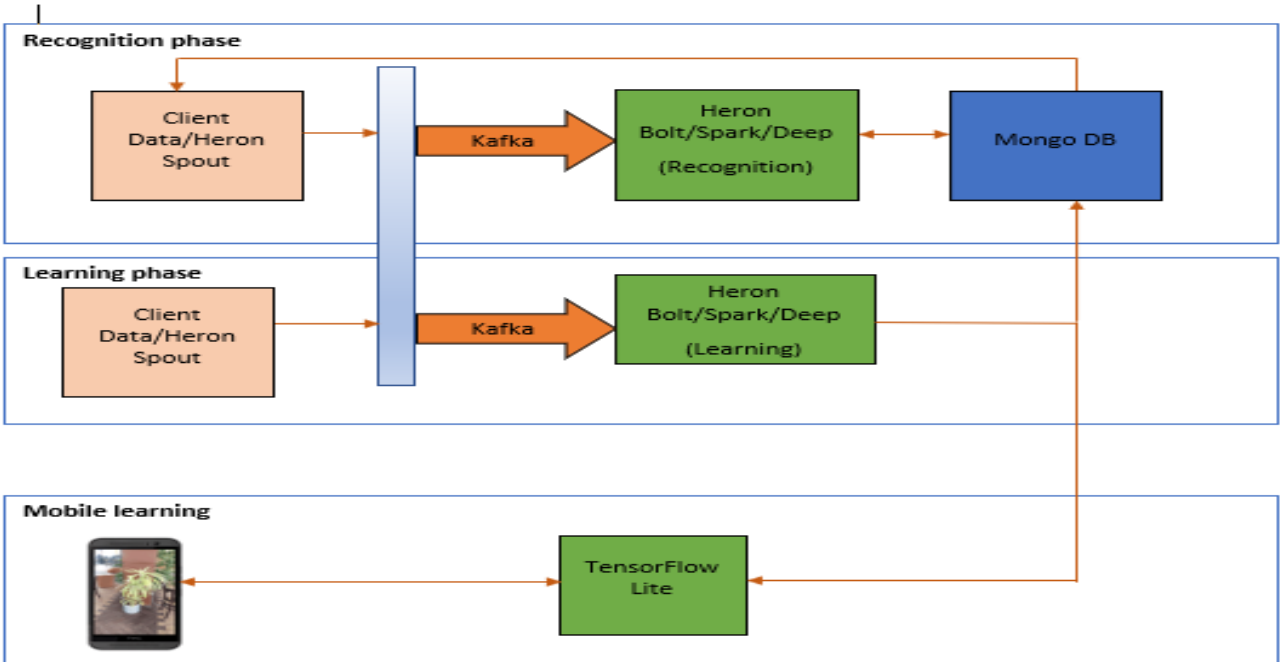 Recognition phase
Client
Data/Heron
Spout
Kafka
Heron
Bolt/Spark/Deep
(Recognition)
Mongo DB
Learning phase
Client
Data/Heron
Spout
Kafka
Heron
Bolt/Spark/Deep
(Learning)
Mobile learning
TensorFlow
Lite